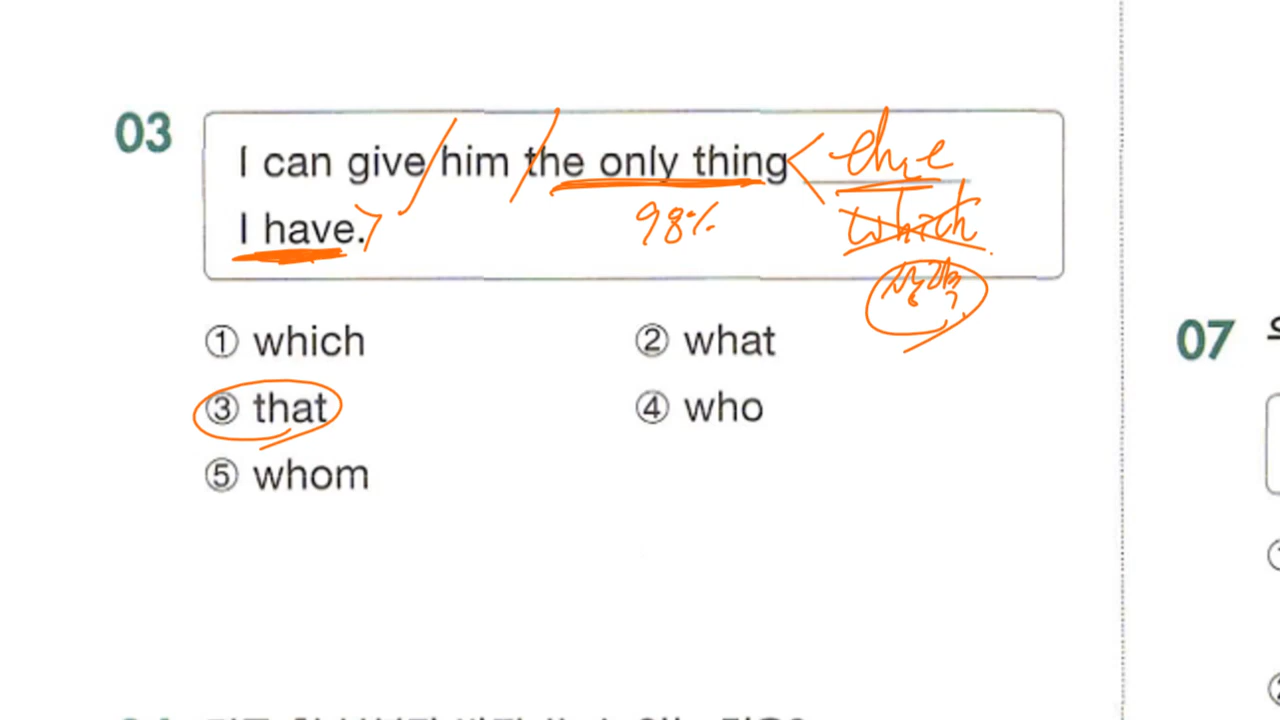 03
I can give him the only thing
I have.
98%
which
① which
② what
③ that
④ who
⑤ whom
07